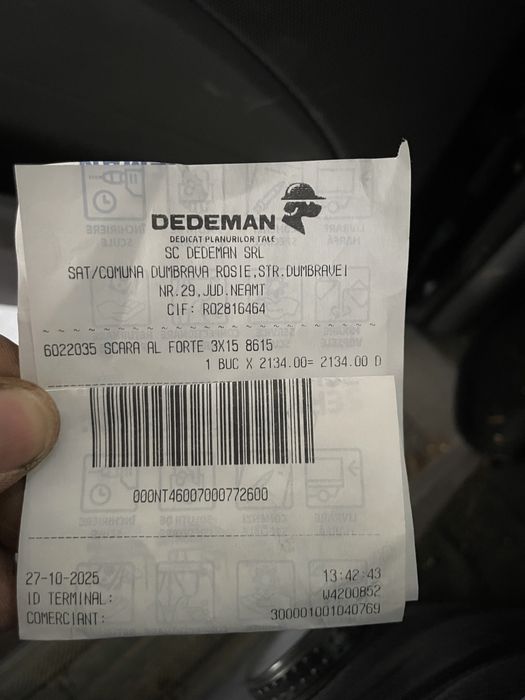 DEDEMAN
DEDICAT PLANURILOR TALE
SC DEDEMAN SRL
SAT/COMUNA DUMBRAVA ROSIE,STR.DUMBRAVEI
NR.29,JUD.NEAMT
CIF: RO2816464
6022035 SCARA AL FORTE 3X15 8615
1 BUC X 2134.00= 2134.00 D
000NT46007000772600
27-10-2025 13:42:43
ID TERMINAL: W4200852
COMERCIANT: 300001001040769